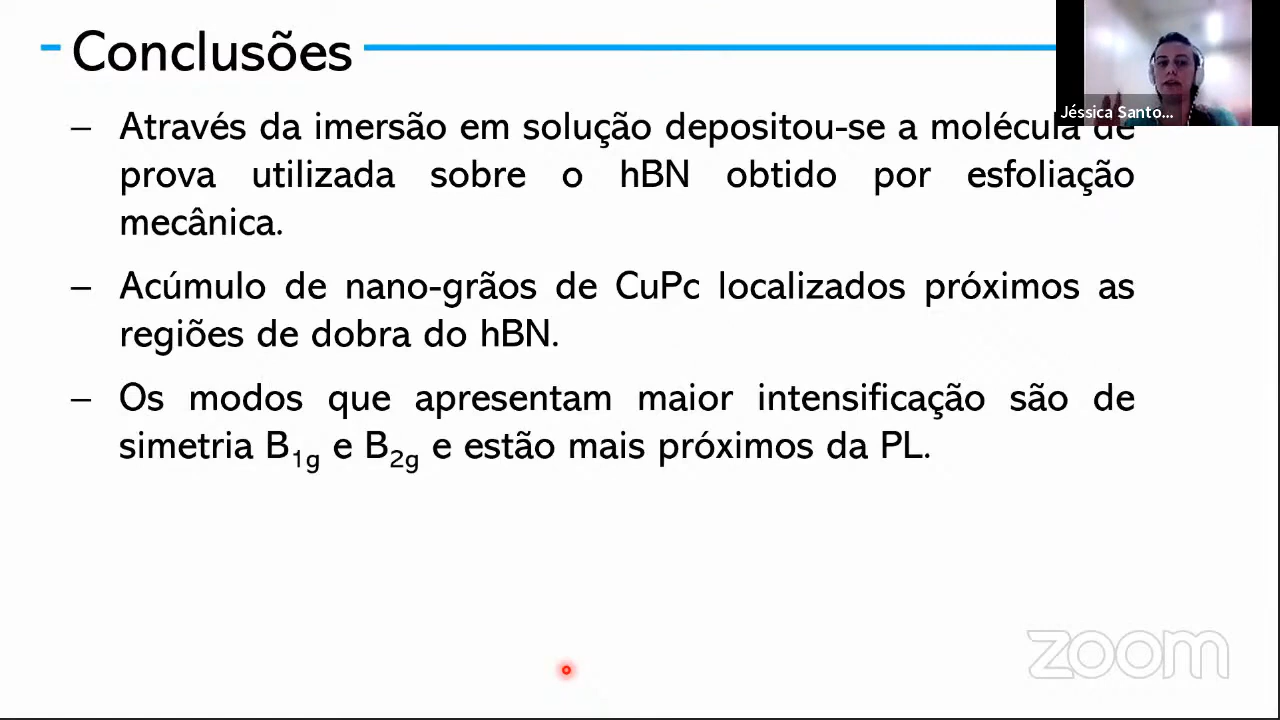 Conclusões
Jéssica Santo...
– Através da imersão em solução depositou-se a molécula de
prova utilizada sobre o hBN obtido por esfoliação
mecânica.
– Acúmulo de nano-grãos de CuPc localizados próximos as
regiões de dobra do hBN.
– Os modos que apresentam maior intensificação são de
simetria B₁g e B₂g e estão mais próximos da PL.
zoom